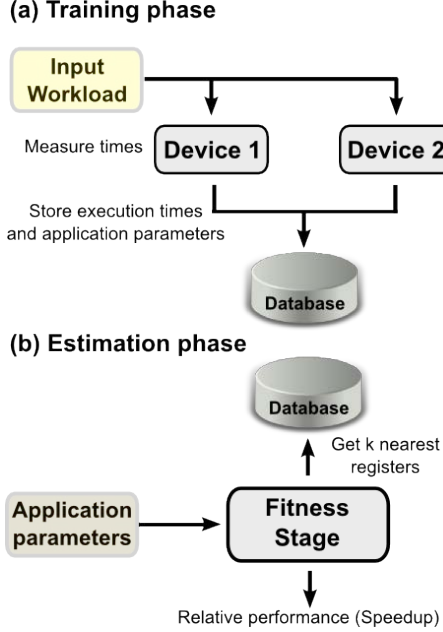 (a) Training phase
Input
Workload
Measure times
Device 1
Device 2
Store execution times
and application parameters
Database
(b) Estimation phase
Database
Get k nearest
registers
Application
parameters
Fitness
Stage
Relative performance (Speedup)